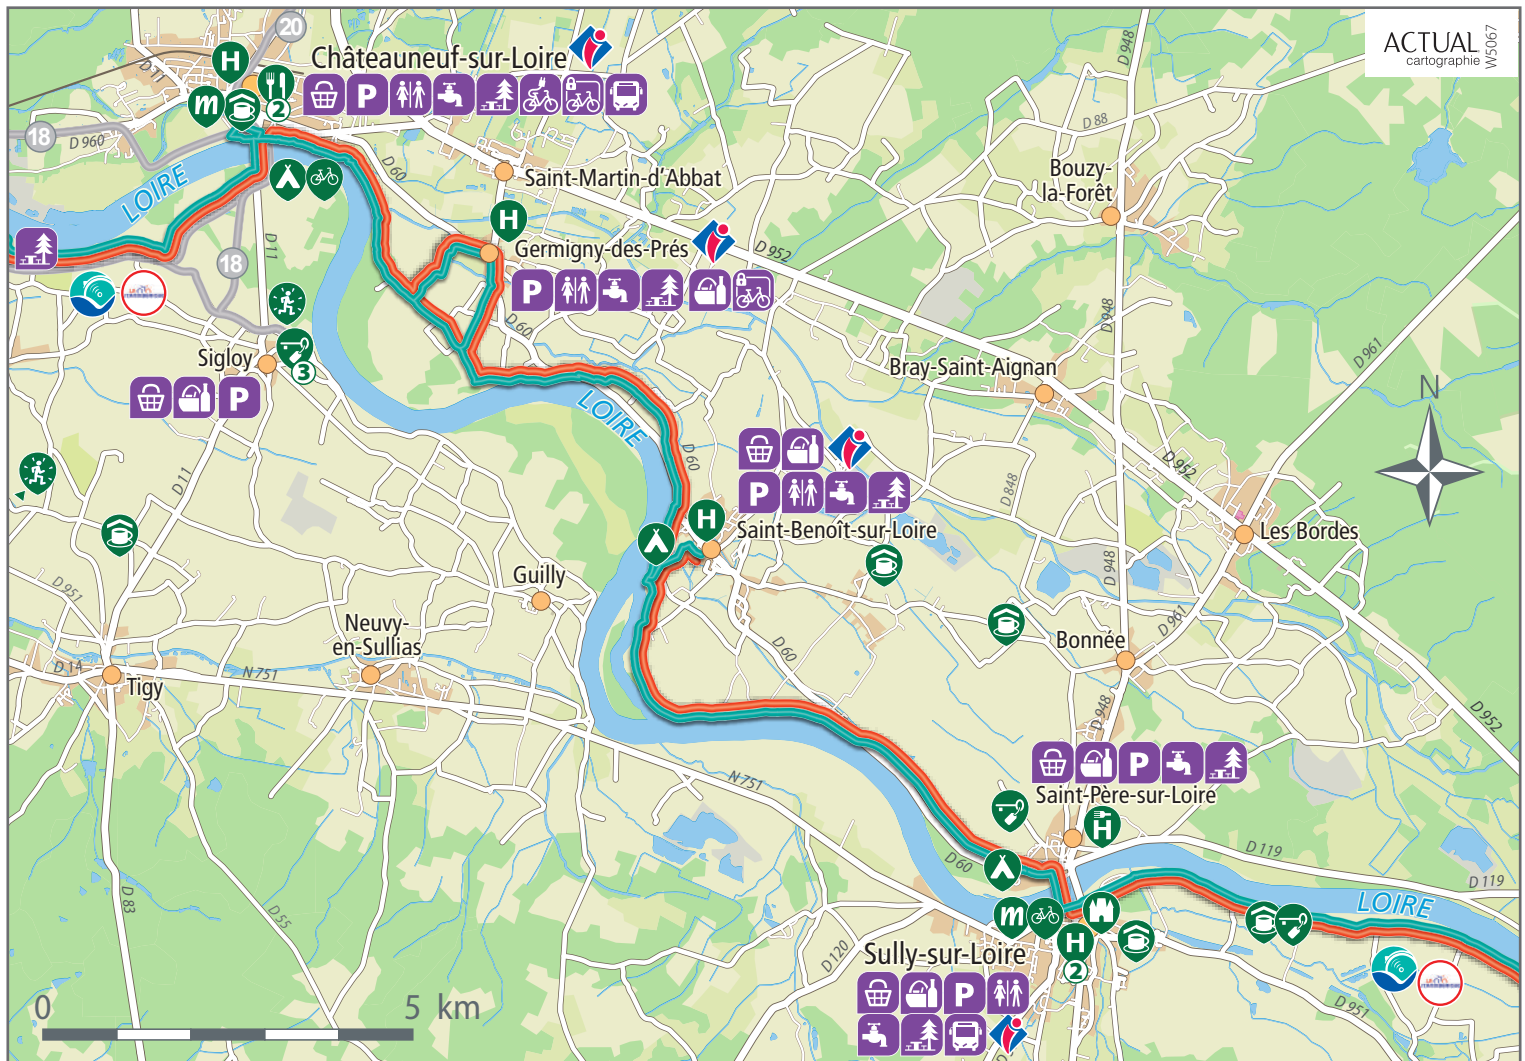 20
ACTUAL
cartographie
W5067
Châteauneuf-sur-Loire
H
D 11
P
m
2
18
D 960
D 948
D 88
LOIRE
D 60
Saint-Martin-d'Abbat
Bouzy-
la-Forêt
H
Germigny-des-Prés
D 952
D 11
18
P
D 60
D 948
D 961
Sigloy
3
P
Bray-Saint-Aignan
N
LOIRE
D 60
D 11
D 952
D 848
P
H
Saint-Benoît-sur-Loire
Les Bordes
D 948
Guilly
D 951
Neuvy-
en-Sullias
D 961
Bonnée
D 60
D 14
Tigy
N 751
D 948
D 952
N 751
P
Saint-Père-sur-Loire
H
D 60
D 119
D 119
D 83
D 55
LOIRE
m
H
2
D 120
Sully-sur-Loire
P
D 951
0
5 km